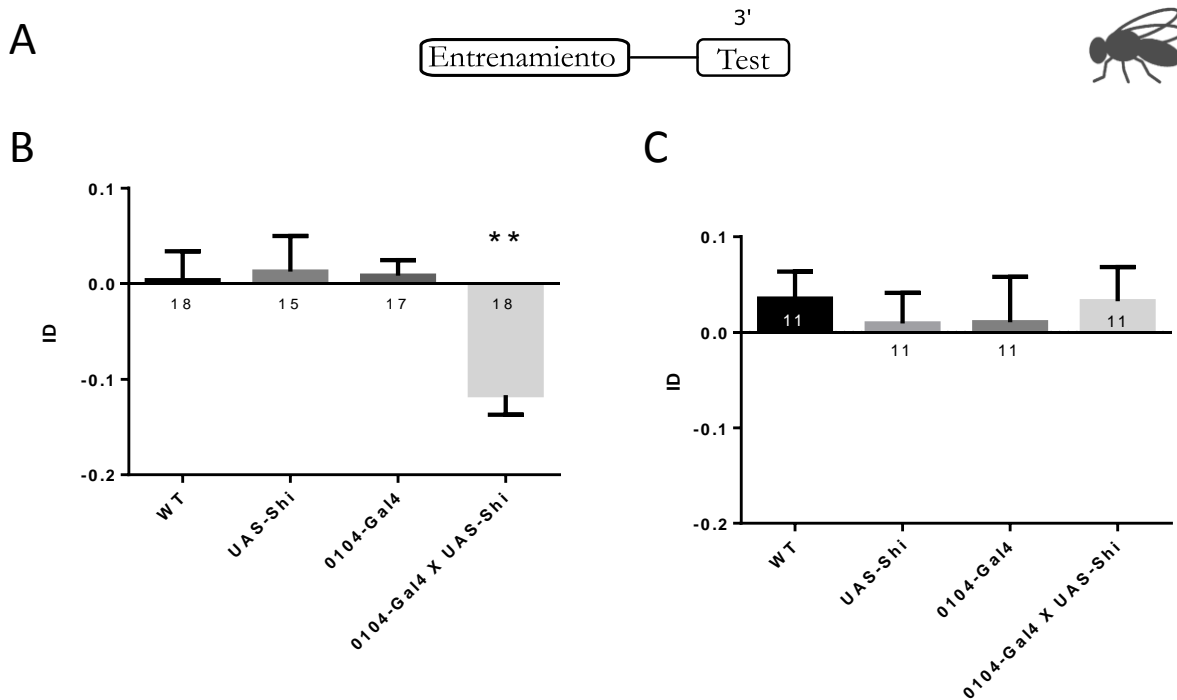 A
3'
Entrenamiento
Test
B
0.1
0.0
-0.1
-0.2
ID
**
18
15
17
18
WT
UAS-Shi
0104-Gal4
0104-Gal4 X UAS-Shi
C
0.1
0.0
-0.1
-0.2
ID
11
11
11
11
WT
UAS-Shi
0104-Gal4
0104-Gal4 X UAS-Shi